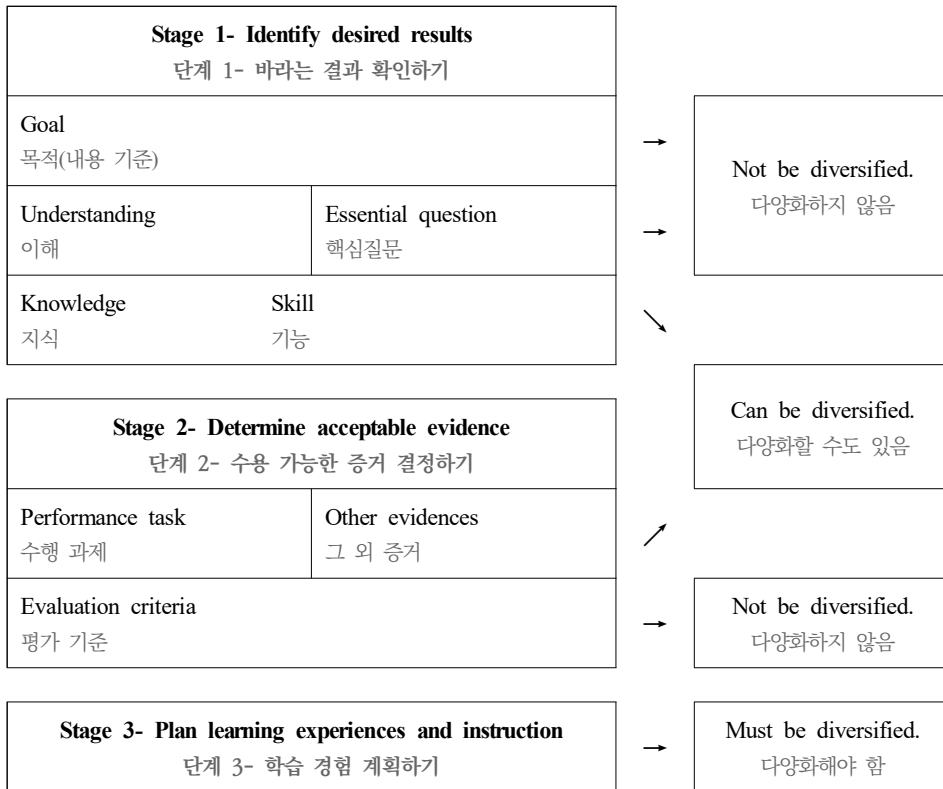 Stage 1- Identify desired results
단계 1- 바라는 결과 확인하기
Goal
목적(내용 기준)
Not be diversified.
다양화하지 않음
Understanding
이해
Essential question
핵심질문
Knowledge Skill
지식 기능
Can be diversified.
다양화할 수도 있음
Stage 2- Determine acceptable evidence
단계 2- 수용 가능한 증거 결정하기
Performance task
수행 과제
Other evidences
그 외 증거
Evaluation criteria
평가 기준
Not be diversified.
다양화하지 않음
Stage 3- Plan learning experiences and instruction
단계 3- 학습 경험 계획하기
Must be diversified.
다양화해야 함